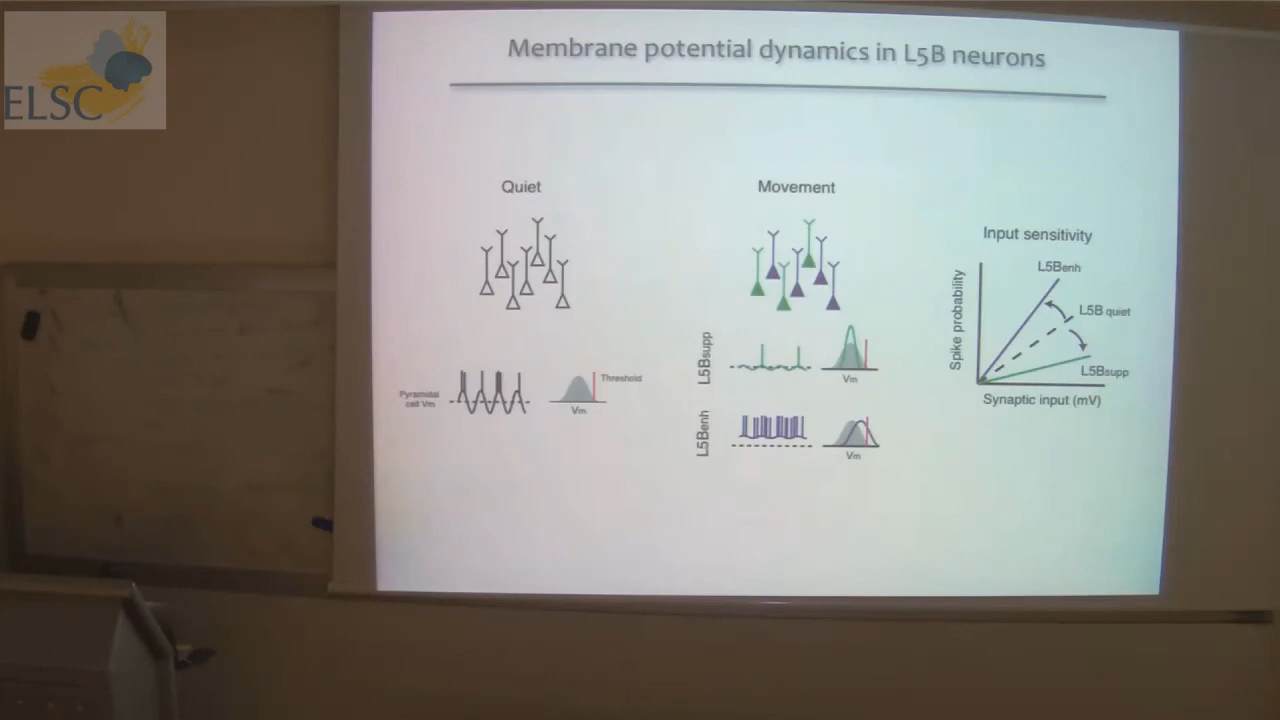 ELSC
Membrane potential dynamics in L5B neurons
Quiet
Movement
Input sensitivity
L5Benh
L5B quiet
L5Bsupp
Spike probability
Synaptic input (mV)
Pyramidal
cell Vm
Threshold
Vm
L5Bsupp
Vm
L5Benh
Vm